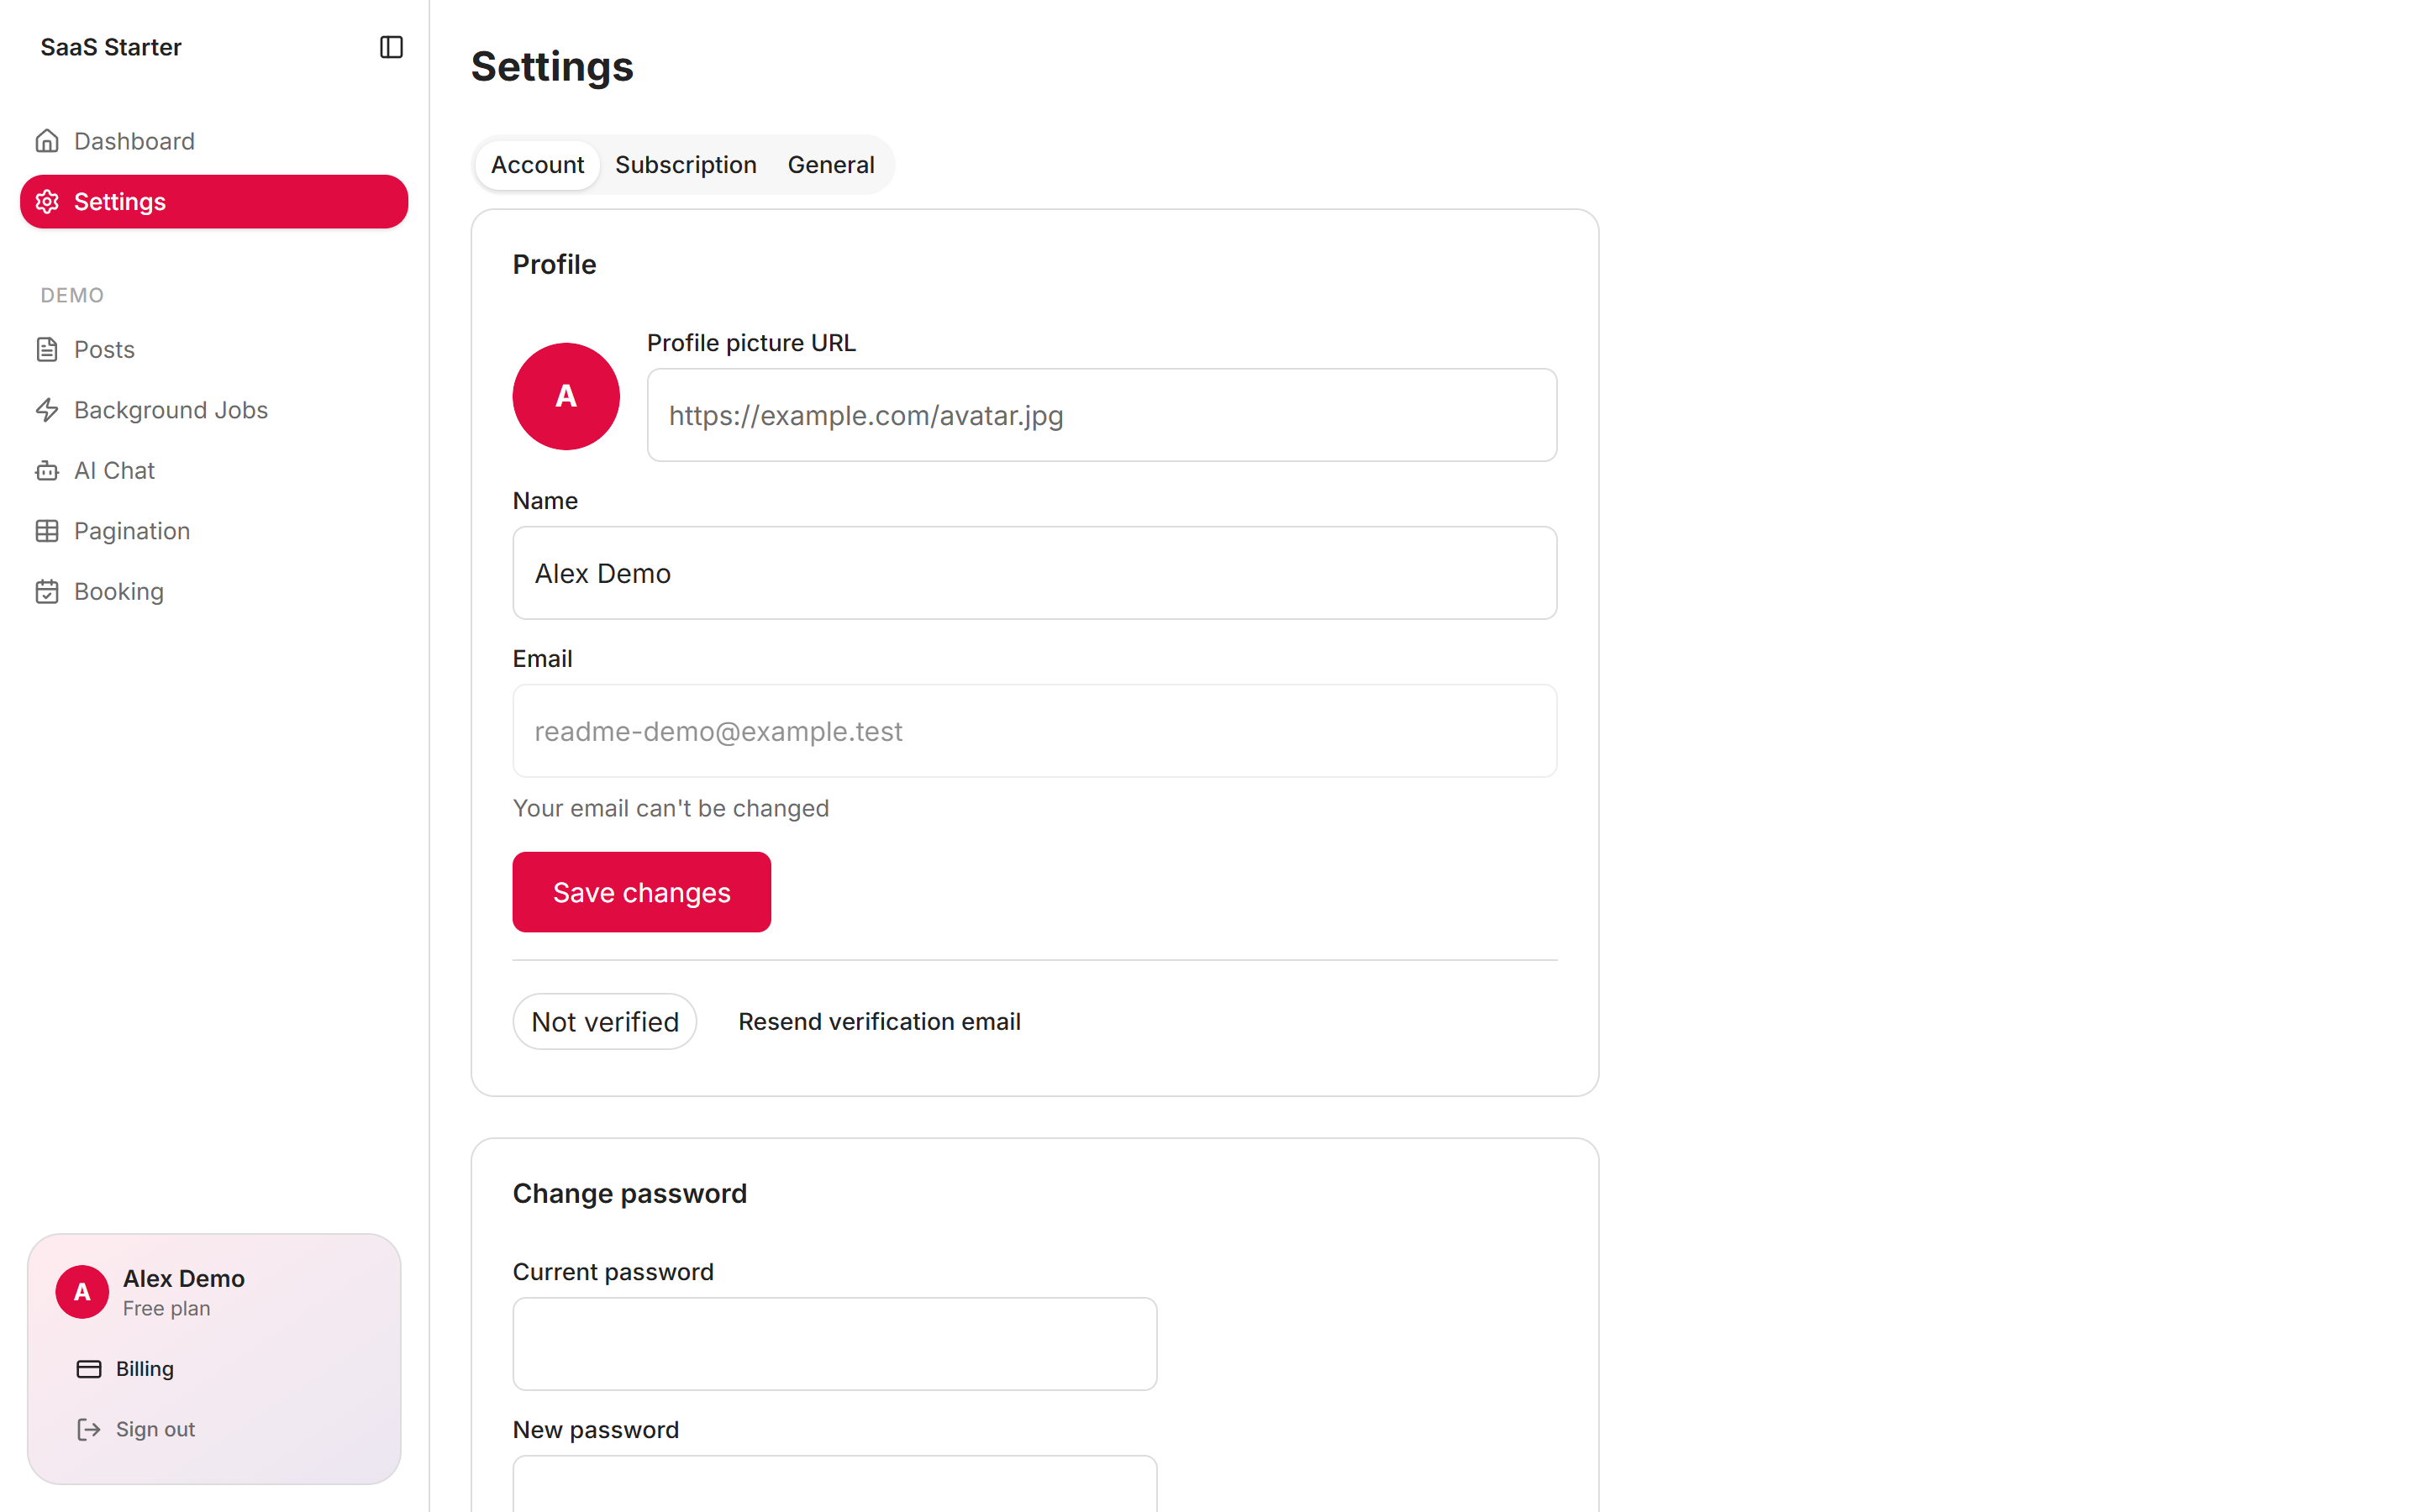 SaaS Starter
Dashboard
Settings
DEMO
Posts
Background Jobs
AI Chat
Pagination
Booking
A
Alex Demo
Free plan
Billing
Sign out
Settings
Account Subscription General
Profile
A
Profile picture URL
https://example.com/avatar.jpg
Name
Alex Demo
Email
readme-demo@example.test
Your email can't be changed
Save changes
Not verified Resend verification email
Change password
Current password
New password